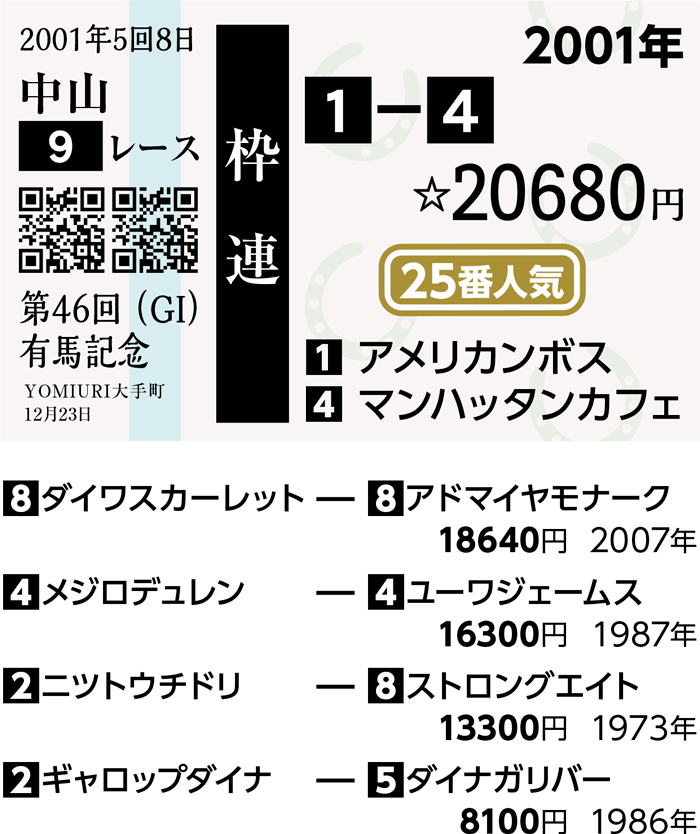 2001年5回8日
中山
9レース
第46回(GI)
有馬記念
YOMIURI大手町
12月23日
枠連
2001年
1－4
☆20680円
25番人気
1 アメリカンボス
4 マンハッタンカフェ
8ダイワスカーレット ― 8アドマイヤモナーク
18640円 2007年
4メジロデュレン ― 4ユーワジェームス
16300円 1987年
2ニットウチドリ ― 8ストロングエイト
13300円 1973年
2ギャロップダイナ ― 5ダイナガリバー
8100円 1986年